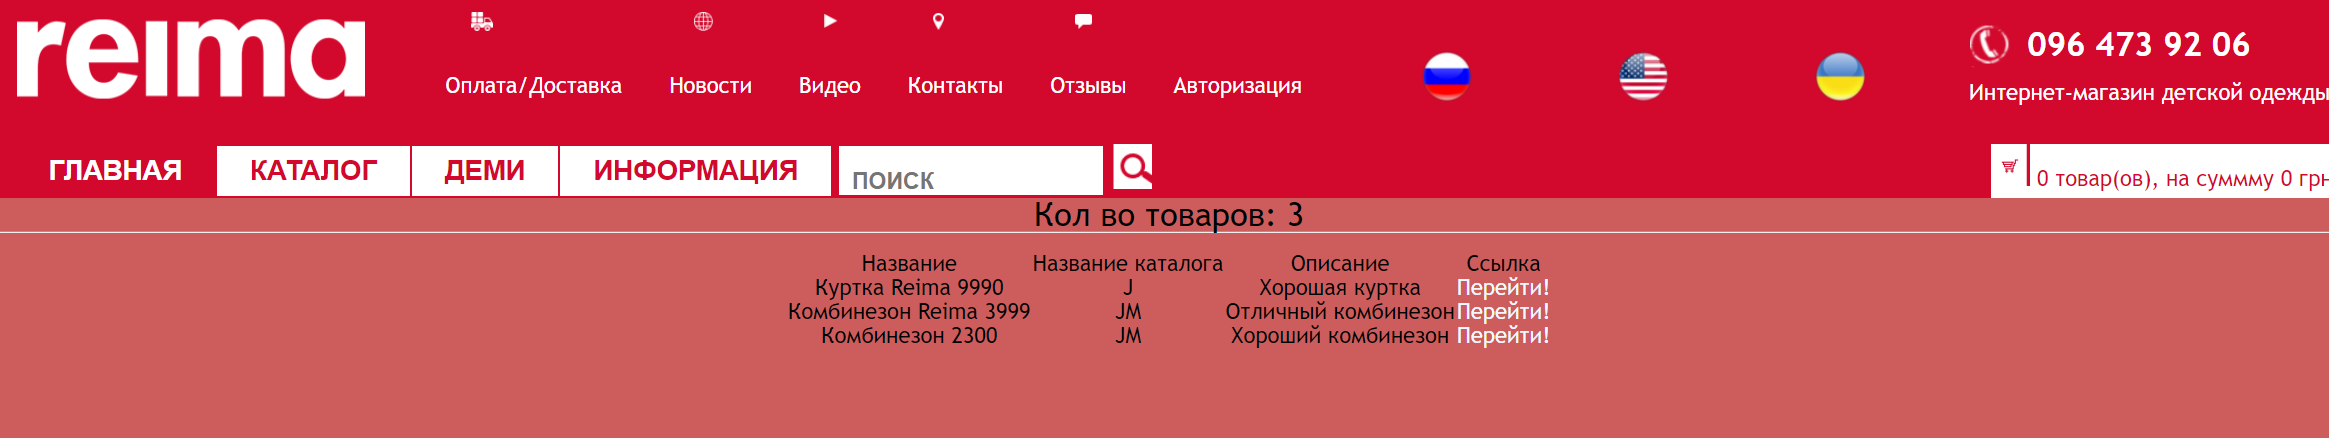 reima
Оплата/Доставка
Новости
Видео
Контакты
Отзывы
Авторизация
096 473 92 06
Интернет-магазин детской одежды
ГЛАВНАЯ
КАТАЛОГ
ДЕМИ
ИНФОРМАЦИЯ
ПОИСК
0 товар(ов), на суммму 0 грн
Кол во товаров: 3
Название Название каталога Описание Ссылка
Куртка Reima 9990 J Хорошая куртка Перейти!
Комбинезон Reima 3999 JM Отличный комбинезон Перейти!
Комбинезон 2300 JM Хороший комбинезон Перейти!